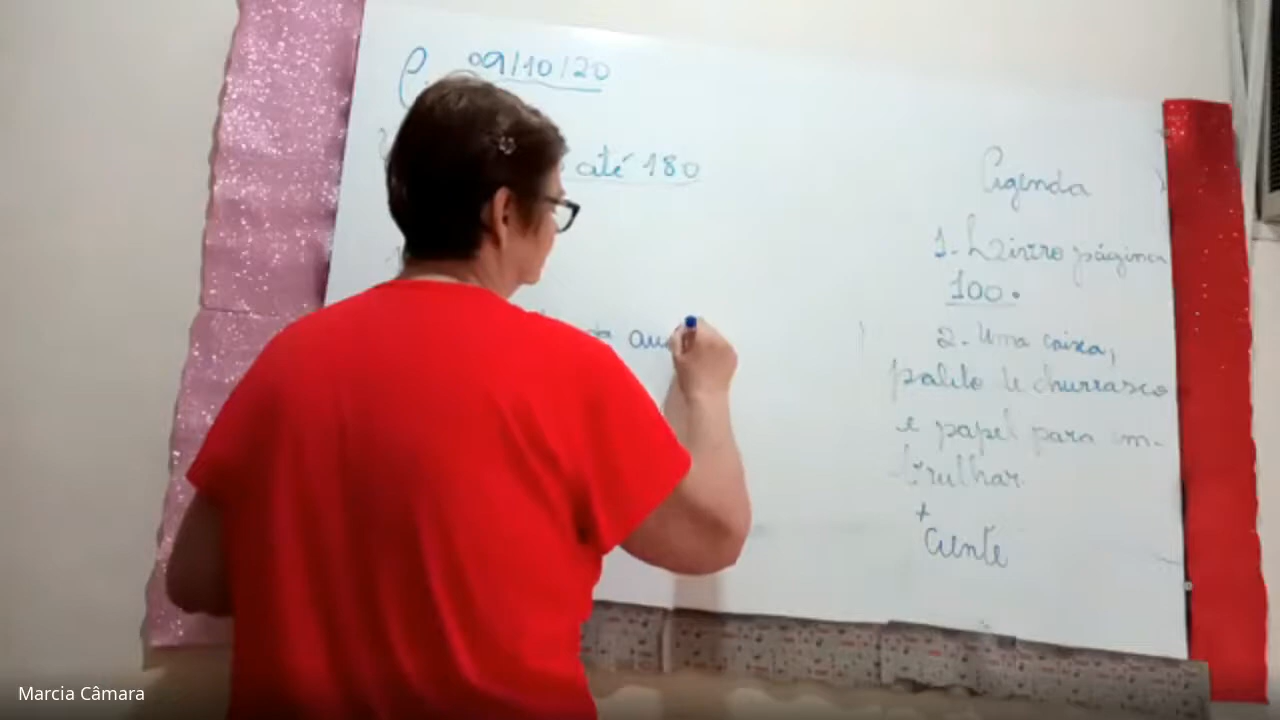 09/10/20
até 180
Agenda
1. Livro página
100.
2. Uma caixa,
palito de churrasco
e papel para em-
brulhar
+
Ciente
Marcia Câmara